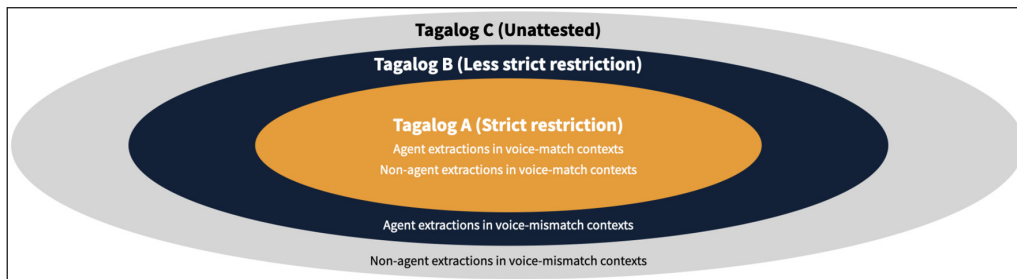 Tagalog C (Unattested)
Tagalog B (Less strict restriction)
Tagalog A (Strict restriction)
Agent extractions in voice-match contexts
Non-agent extractions in voice-match contexts
Agent extractions in voice-mismatch contexts
Non-agent extractions in voice-mismatch contexts